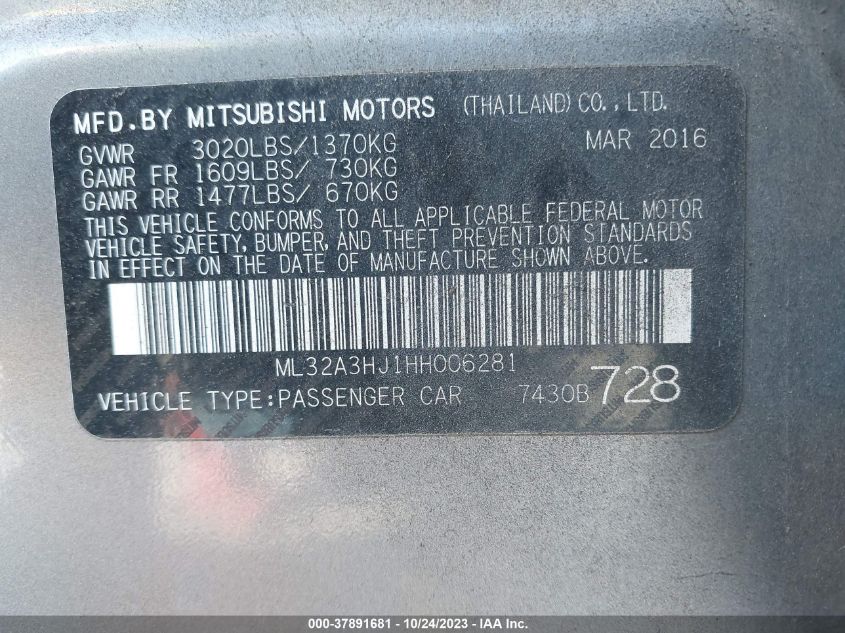 MFD.BY MITSUBISHI MOTORS (THAILAND) CO., LTD.
GVWR 3020LBS/1370KG MAR 2016
GAWR FR 1609LBS/ 730KG
GAWR RR 1477LBS/ 670KG
THIS VEHICLE CONFORMS TO ALL APPLICABLE FEDERAL MOTOR
VEHICLE SAFETY, BUMPER, AND THEFT PREVENTION STANDARDS
IN EFFECT ON THE DATE OF MANUFACTURE SHOWN ABOVE.
ML32A3HJ1HH006281
VEHICLE TYPE:PASSENGER CAR 7430B 728
000-37891681 - 10/24/2023 - IAA Inc.